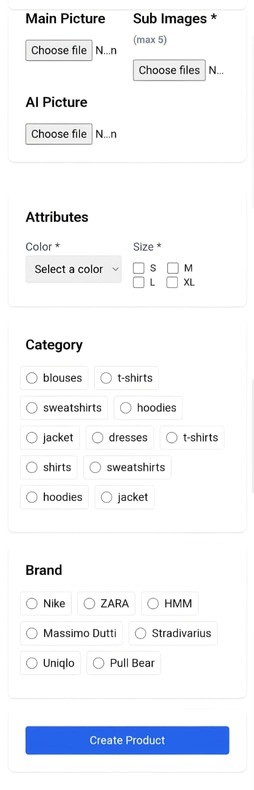 Main Picture
Sub Images *
(max 5)
Choose file N...n
Choose files N...
AI Picture
Choose file N...n
Attributes
Color *
Size *
Select a color
S
M
L
XL
Category
blouses
t-shirts
sweatshirts
hoodies
jacket
dresses
t-shirts
shirts
sweatshirts
hoodies
jacket
Brand
Nike
ZARA
HMM
Massimo Dutti
Stradivarius
Uniqlo
Pull Bear
Create Product